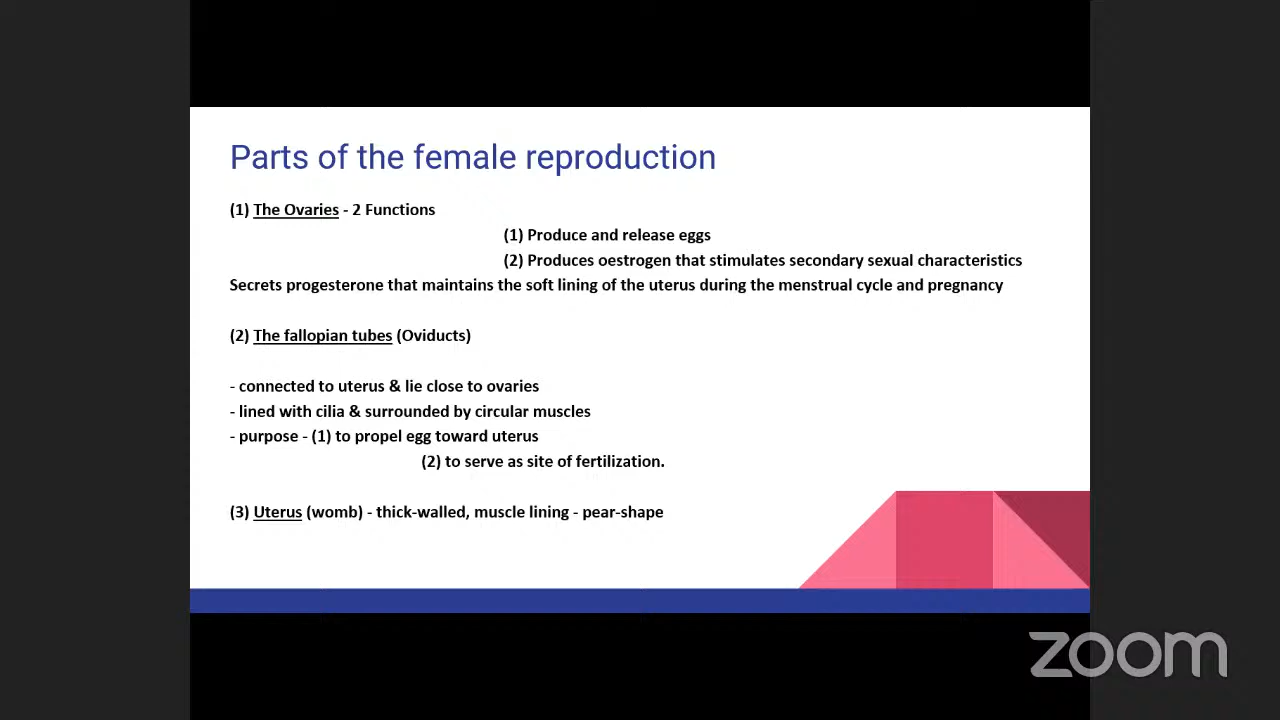 Parts of the female reproduction
(1) The Ovaries - 2 Functions
(1) Produce and release eggs
(2) Produces oestrogen that stimulates secondary sexual characteristics
Secrets progesterone that maintains the soft lining of the uterus during the menstrual cycle and pregnancy
(2) The fallopian tubes (Oviducts)
- connected to uterus & lie close to ovaries
- lined with cilia & surrounded by circular muscles
- purpose - (1) to propel egg toward uterus
(2) to serve as site of fertilization.
(3) Uterus (womb) - thick-walled, muscle lining - pear-shape
zoom